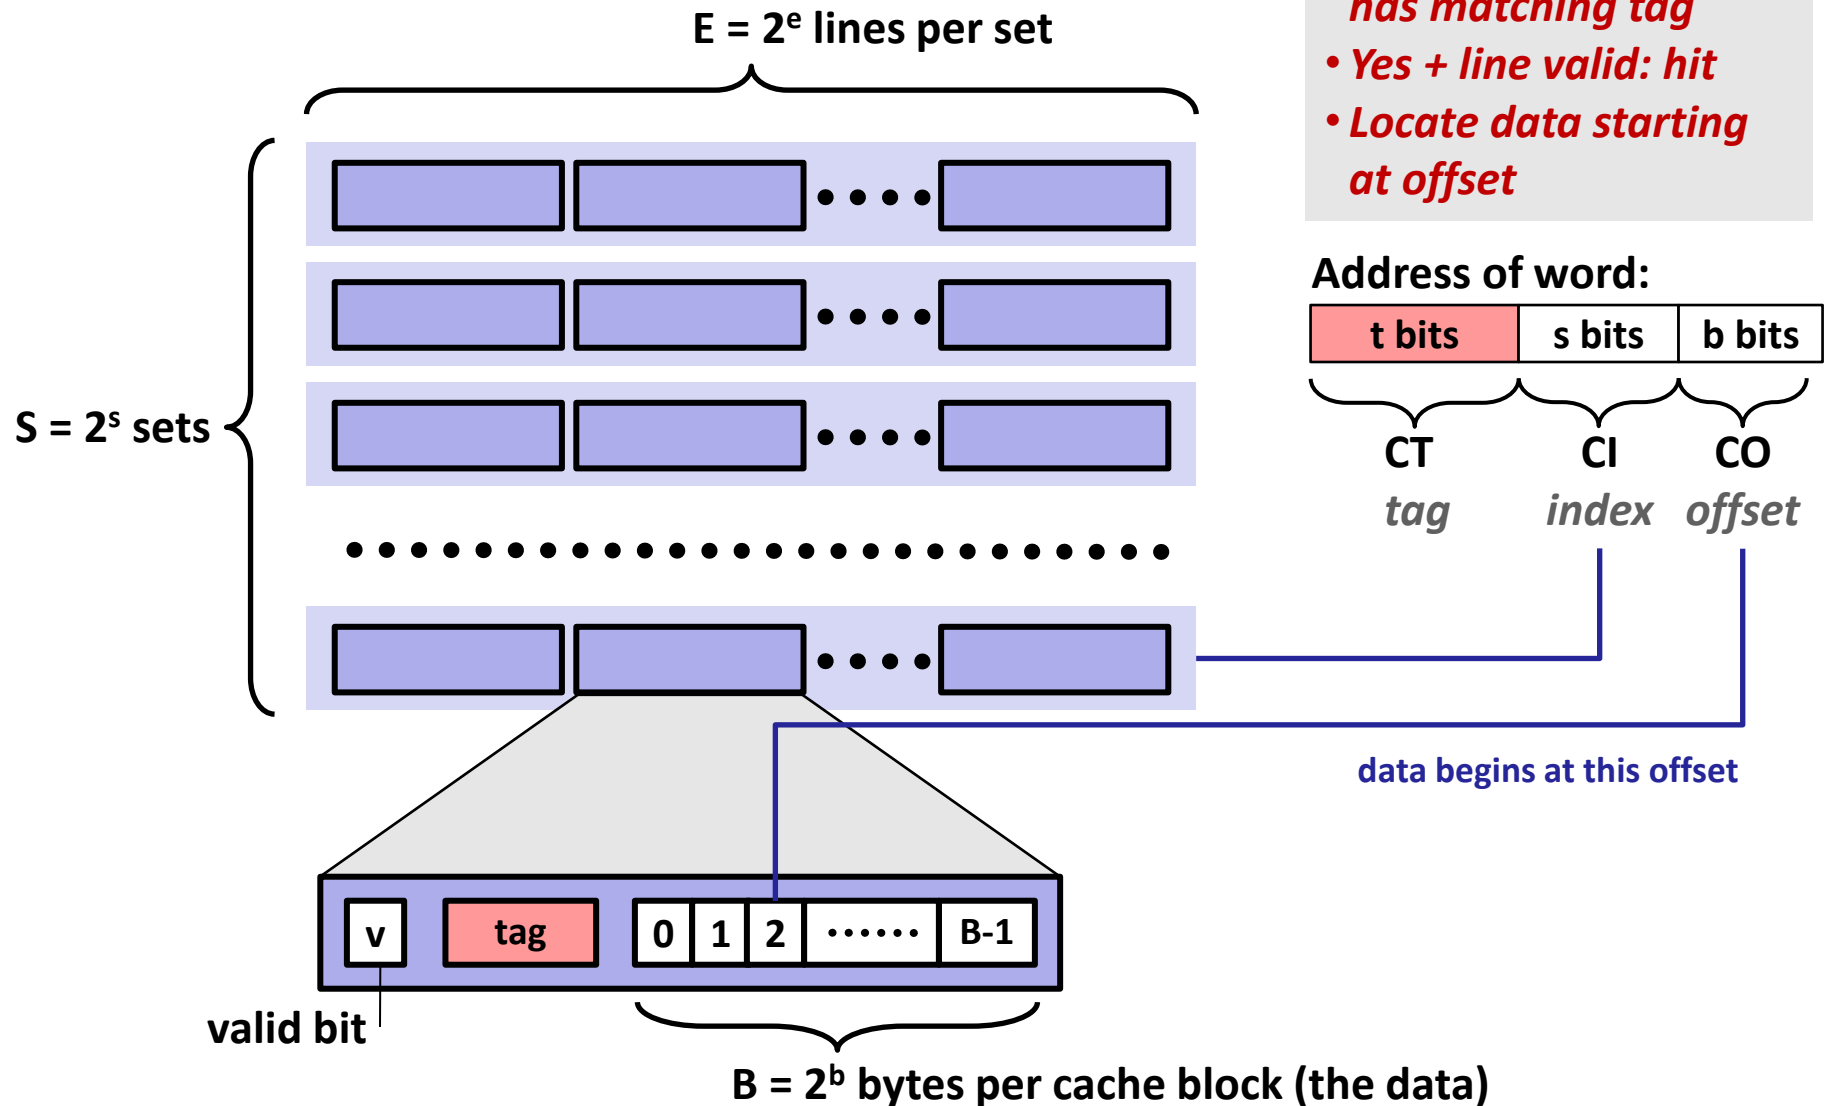 E = 2ᵉ lines per set
has matching tag
• Yes + line valid: hit
• Locate data starting
at offset
Address of word:
t bits s bits b bits
S = 2ˢ sets
CT CI CO
tag index offset
data begins at this offset
v tag 0 1 2 •••••• B-1
valid bit
B = 2ᵇ bytes per cache block (the data)